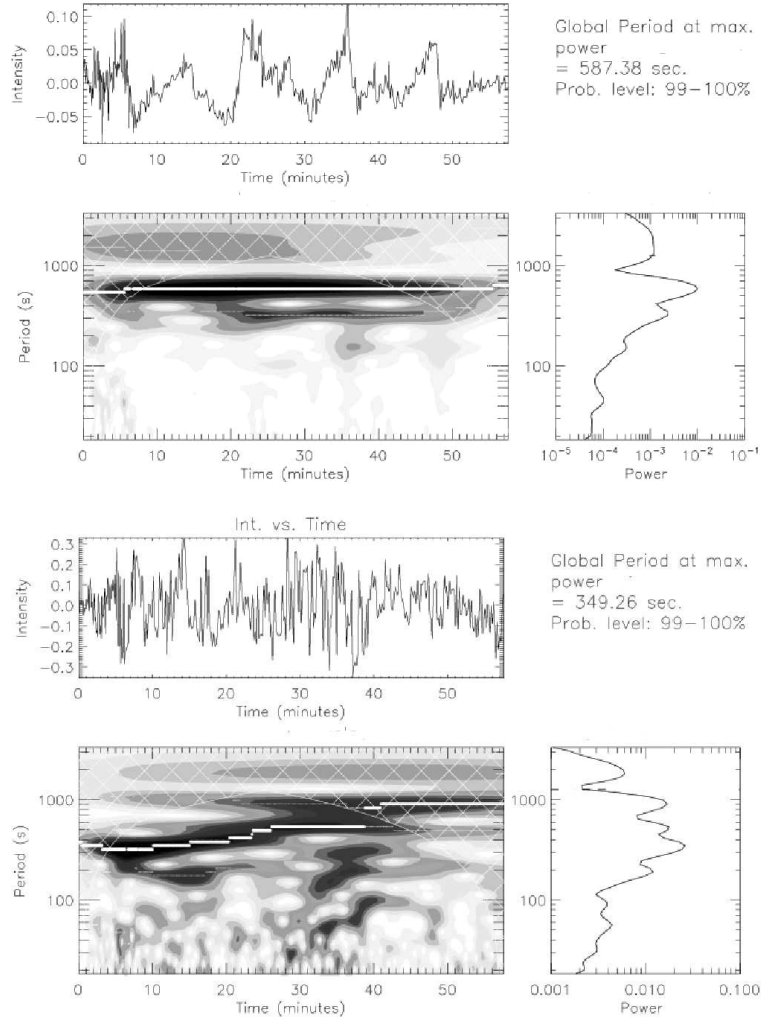 0.10
0.05
0.00
−0.05
Intensity
0 10 20 30 40 50
Time (minutes)
Global Period at max.
power
= 587.38 sec.
Prob. level: 99−100%
1000
100
Period (s)
0 10 20 30 40 50
Time (minutes)
1000
100
10−5 10−4 10−3 10−2 10−1
Power
Int. vs. Time
0.3
0.2
0.1
0.0
−0.1
−0.2
−0.3
Intensity
0 10 20 30 40 50
Time (minutes)
Global Period at max.
power
= 349.26 sec.
Prob. level: 99−100%
1000
100
Period (s)
0 10 20 30 40 50
Time (minutes)
1000
100
0.001 0.010 0.100
Power